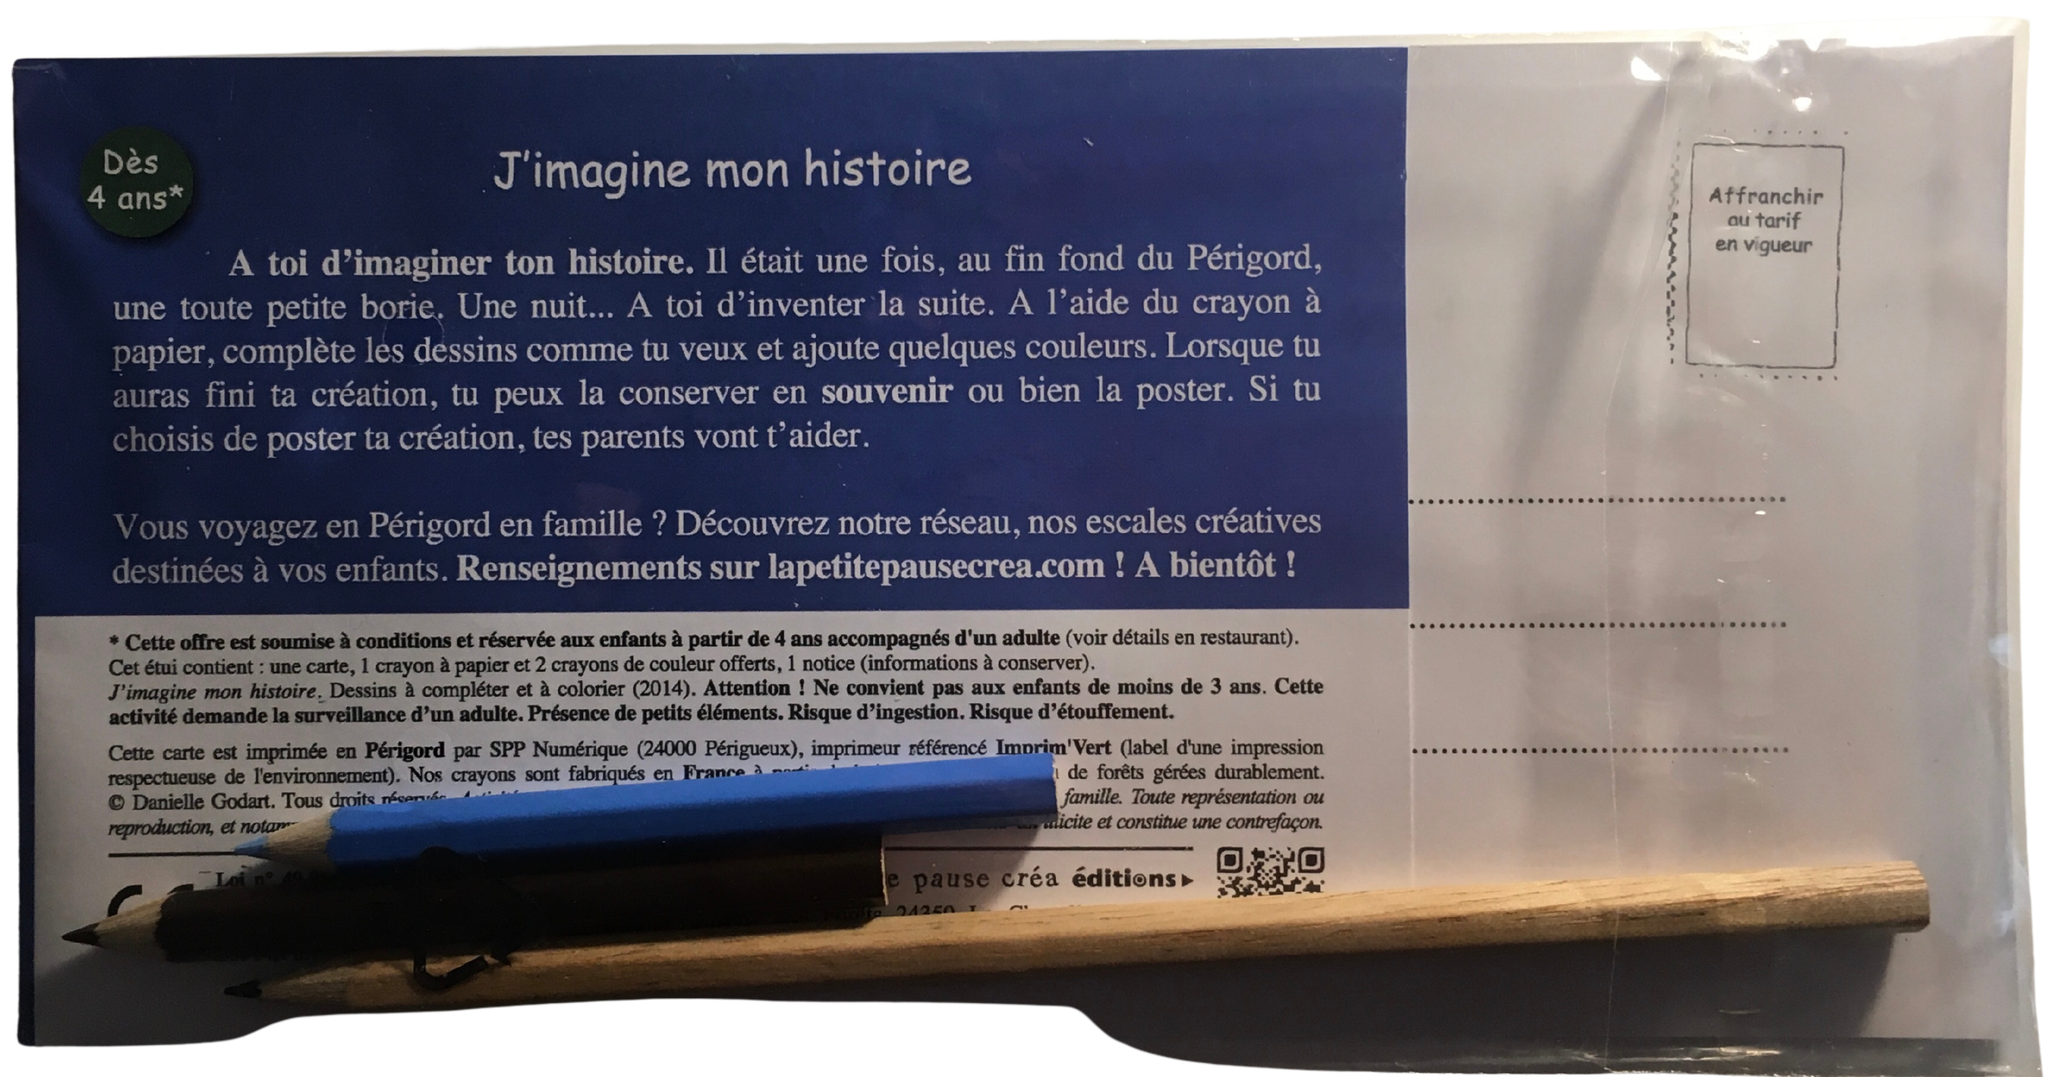 Dès
4 ans*
J'imagine mon histoire
A toi d'imaginer ton histoire. Il était une fois, au fin fond du Périgord,
une toute petite borie. Une nuit... A toi d'inventer la suite. A l'aide du crayon à
papier, complète les dessins comme tu veux et ajoute quelques couleurs. Lorsque tu
auras fini ta création, tu peux la conserver en souvenir ou bien la poster. Si tu
choisis de poster ta création, tes parents vont t'aider.
Vous voyagez en Périgord en famille ? Découvrez notre réseau, nos escales créatives
destinées à vos enfants. Renseignements sur lapetitepausecrea.com ! A bientôt !
* Cette offre est soumise à conditions et réservée aux enfants à partir de 4 ans accompagnés d'un adulte (voir détails en restaurant).
Cet étui contient : une carte, 1 crayon à papier et 2 crayons de couleur offerts, 1 notice (informations à conserver).
J'imagine mon histoire. Dessins à compléter et à colorier (2014). Attention ! Ne convient pas aux enfants de moins de 3 ans. Cette
activité demande la surveillance d'un adulte. Présence de petits éléments. Risque d'ingestion. Risque d'étouffement.
Cette carte est imprimée en Périgord par SPP Numérique (24000 Périgueux), imprimeur référencé Imprim'Vert (label d'une impression
respectueuse de l'environnement). Nos crayons sont fabriqués en France à de forêts gérées durablement.
© Danielle Godart. Tous droits famille. Toute représentation ou
reproduction, et illicite et constitue une contrefaçon.
Loi n°
pause créa éditions
24250
Affranchir
au tarif
en vigueur